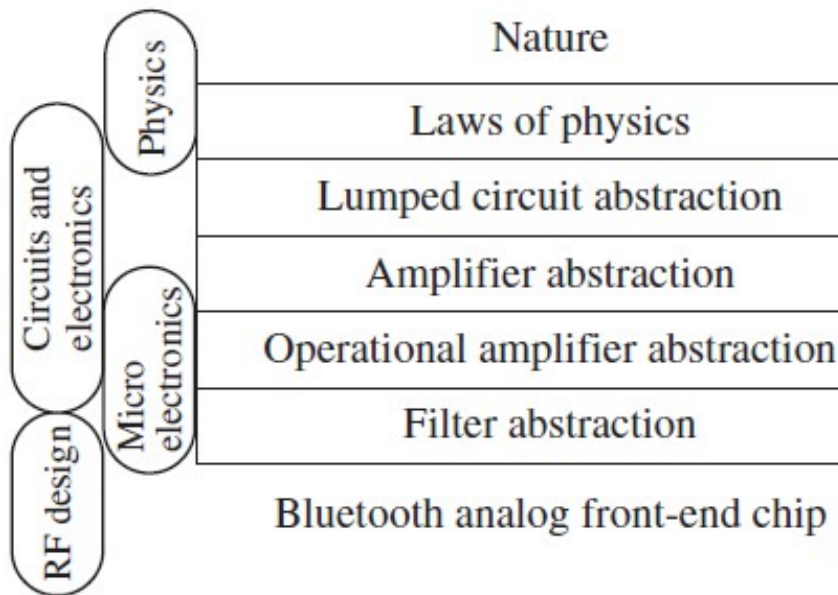 Nature
Physics
Laws of physics
Circuits and
electronics
Lumped circuit abstraction
Amplifier abstraction
Micro
electronics
Operational amplifier abstraction
Filter abstraction
RF design
Bluetooth analog front-end chip